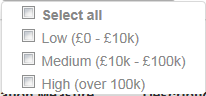 Select all
Low (£0 - £10k)
Medium (£10k - £100k)
High (over 100k)